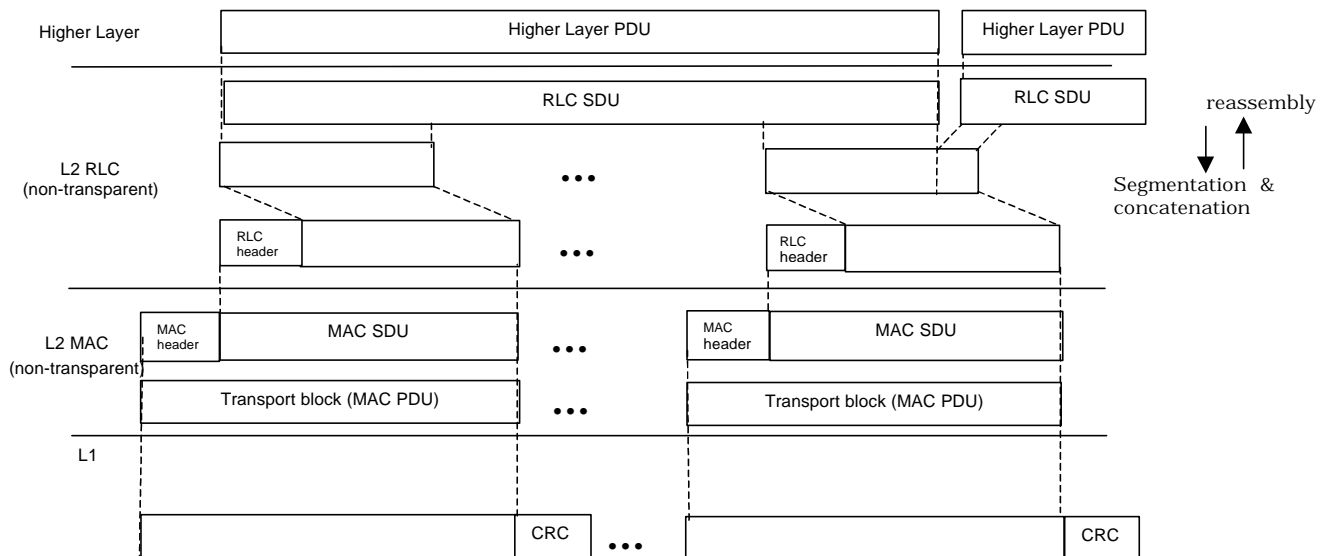 Higher Layer
Higher Layer PDU
Higher Layer PDU
RLC SDU
RLC SDU
reassembly
L2 RLC
(non-transparent)
...
Segmentation &
concatenation
RLC
header
...
RLC
header
L2 MAC
(non-transparent)
MAC
header
MAC SDU
...
MAC
header
MAC SDU
Transport block (MAC PDU)
...
Transport block (MAC PDU)
L1
CRC
...
CRC